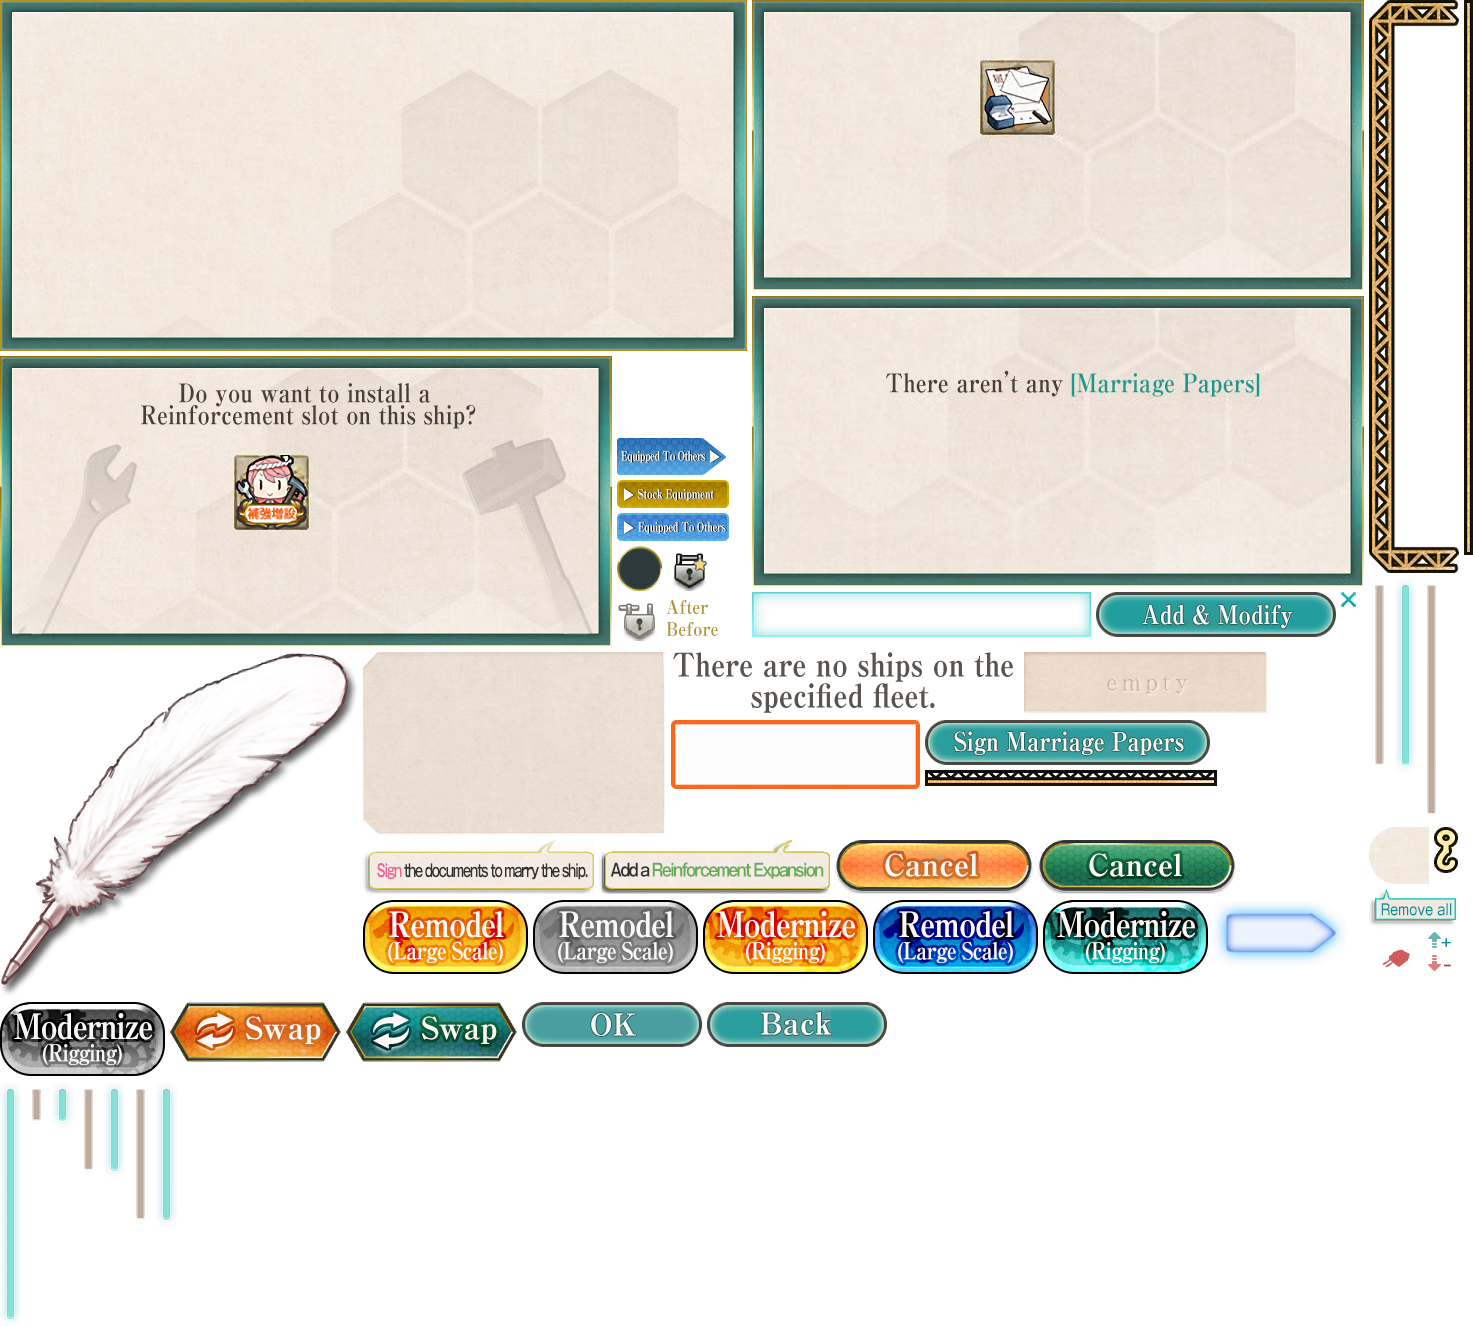 Do you want to install a
Reinforcement slot on this ship?
補強増設
Equipped To Others
Stock Equipment
Equipped To Others
After
Before
There aren't any [Marriage Papers]
Add & Modify
There are no ships on the
specified fleet.
empty
Sign Marriage Papers
Sign the documents to marry the ship.
Add a Reinforcement Expansion
Cancel
Cancel
Remodel
(Large Scale)
Remodel
(Large Scale)
Modernize
(Rigging)
Remodel
(Large Scale)
Modernize
(Rigging)
Remove all
+
-
Modernize
(Rigging)
Swap
Swap
OK
Back